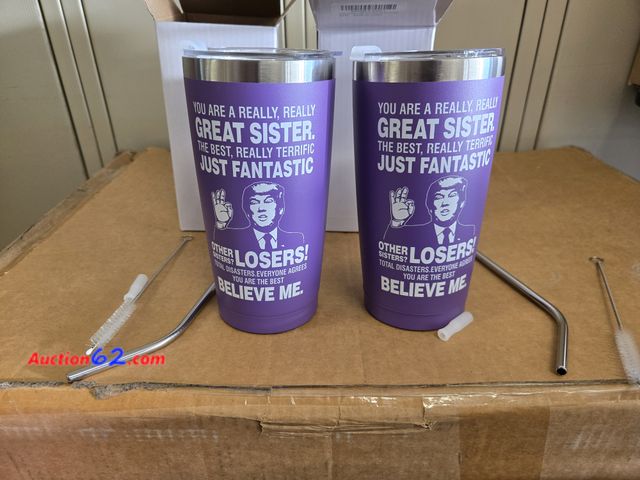 YOU ARE A REALLY, REALLY
GREAT SISTER.
THE BEST, REALLY TERRIFIC
JUST FANTASTIC
OTHER SISTERS? LOSERS!
TOTAL DISASTERS.EVERYONE AGREES
YOU ARE THE BEST
BELIEVE ME.
YOU ARE A REALLY, REALLY
GREAT SISTER.
THE BEST, REALLY TERRIFIC
JUST FANTASTIC
OTHER SISTERS? LOSERS!
TOTAL DISASTERS.EVERYONE AGREES
YOU ARE THE BEST
BELIEVE ME.
Auction62.com